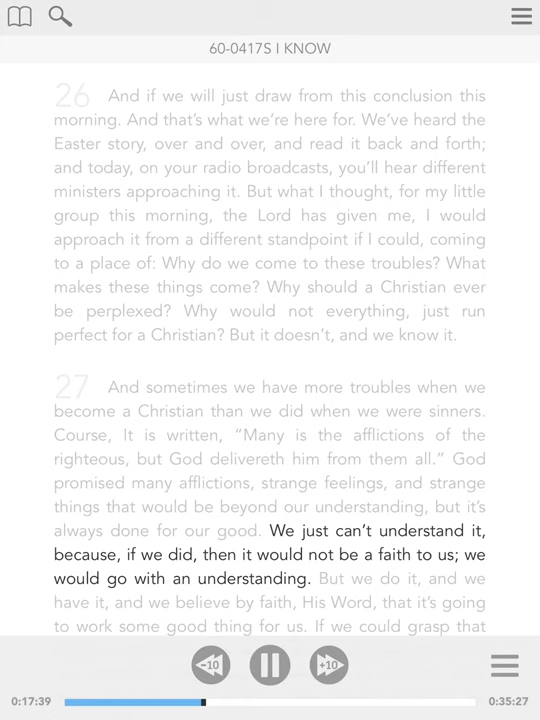 60-0417S I KNOW
26 And if we will just draw from this conclusion this
morning. And that's what we're here for. We've heard the
Easter story, over and over, and read it back and forth;
and today, on your radio broadcasts, you'll hear different
ministers approaching it. But what I thought, for my little
group this morning, the Lord has given me, I would
approach it from a different standpoint if I could, coming
to a place of: Why do we come to these troubles? What
makes these things come? Why should a Christian ever
be perplexed? Why would not everything, just run
perfect for a Christian? But it doesn't, and we know it.
27 And sometimes we have more troubles when we
become a Christian than we did when we were sinners.
Course, It is written, “Many is the afflictions of the
righteous, but God delivereth him from them all.” God
promised many afflictions, strange feelings, and strange
things that would be beyond our understanding, but it's
always done for our good. We just can't understand it,
because, if we did, then it would not be a faith to us; we
would go with an understanding. But we do it, and we
have it, and we believe by faith, His Word, that it's going
to work some good thing for us. If we could grasp that
-10 +10
0:17:39 0:35:27